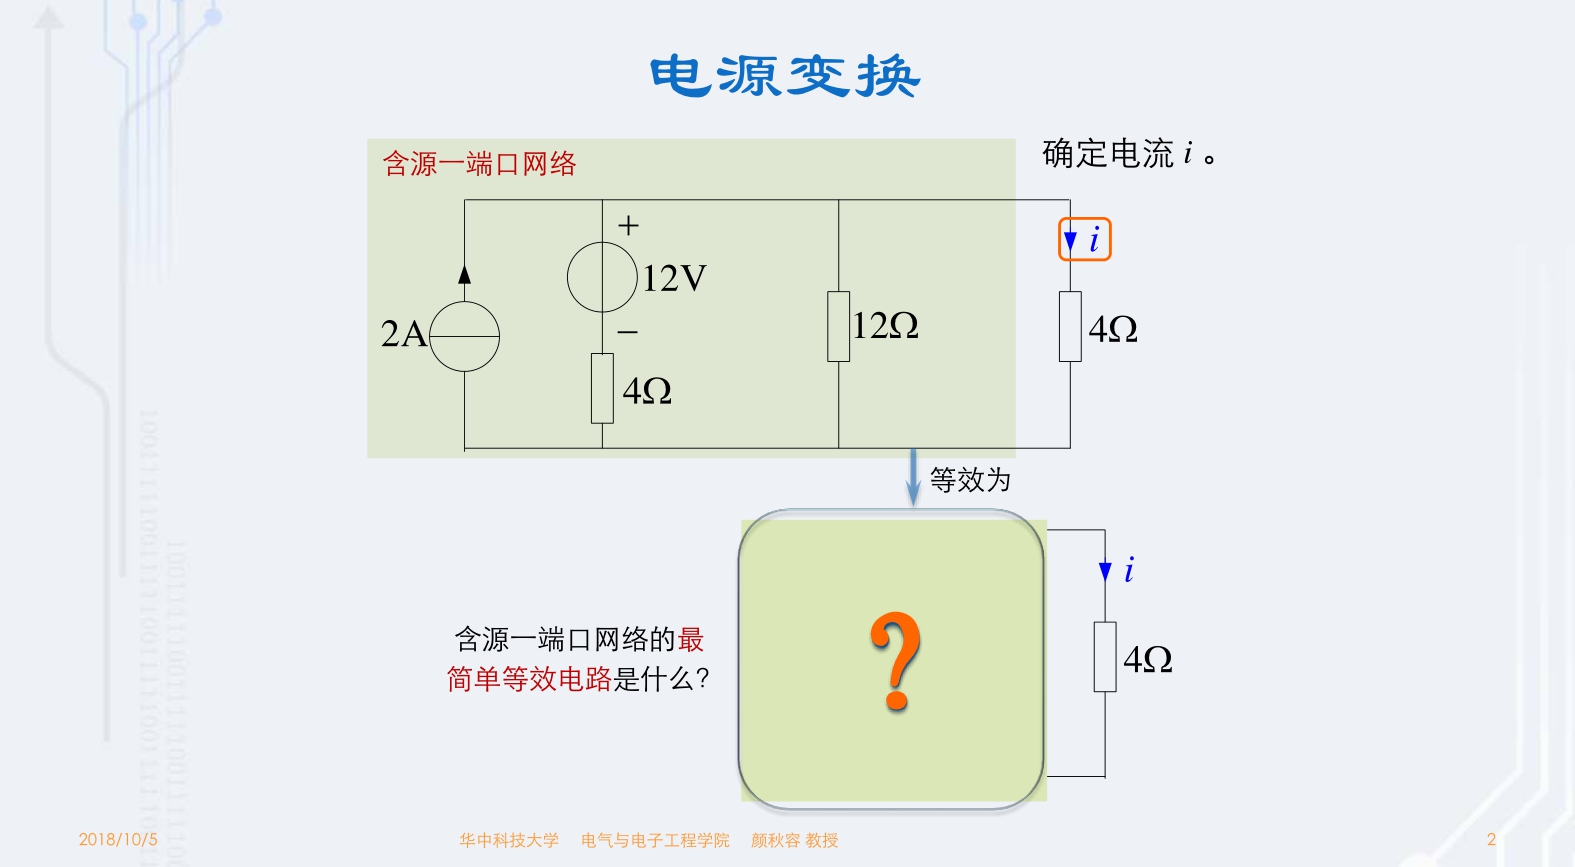 电源变换
含源一端口网络
确定电流 i 。
+
12V
−
2A
4Ω
12Ω
i
4Ω
等效为
i
4Ω
?
含源一端口网络的最
简单等效电路是什么?
2018/10/5
华中科技大学 电气与电子工程学院 颜秋容 教授
2